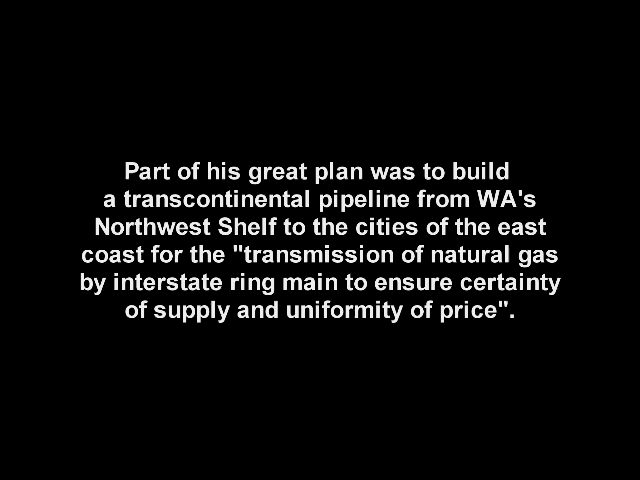 Part of his great plan was to build
a transcontinental pipeline from WA's
Northwest Shelf to the cities of the east
coast for the "transmission of natural gas
by interstate ring main to ensure certainty
of supply and uniformity of price".